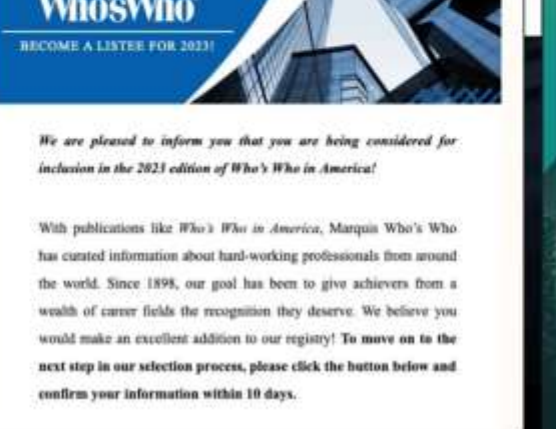 WhosWho
BECOME A LISTEE FOR 2023!
We are pleased to inform you that you are being considered for
inclusion in the 2023 edition of Who's Who in America!
With publications like Who's Who in America, Marquis Who's Who
has curated information about hard-working professionals from around
the world. Since 1898, our goal has been to give achievers from a
wealth of career fields the recognition they deserve. We believe you
would make an excellent addition to our registry! To move on to the
next step in our selection process, please click the button below and
confirm your information within 10 days.